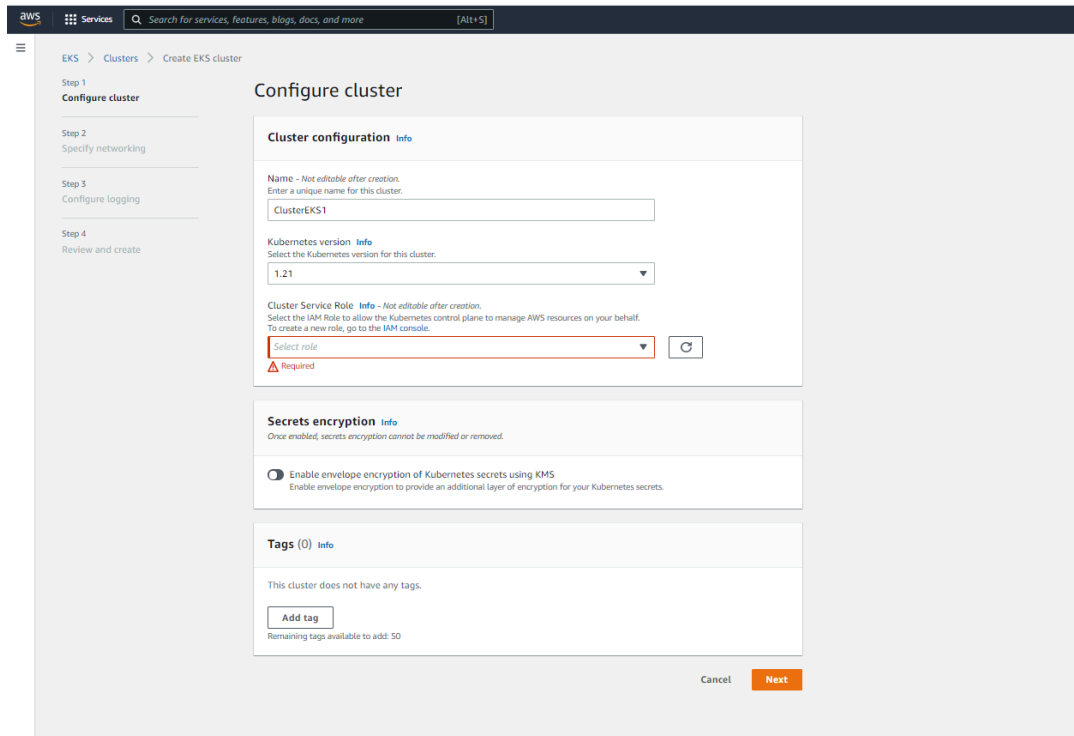 aws
Services
Search for services, features, blogs, docs, and more
[Alt+S]
EKS > Clusters > Create EKS cluster
Step 1
Configure cluster
Step 2
Specify networking
Step 3
Configure logging
Step 4
Review and create
Configure cluster
Cluster configuration Info
Name - Not editable after creation.
Enter a unique name for this cluster.
ClusterEKS1
Kubernetes version Info
Select the Kubernetes version for this cluster.
1.21
Cluster Service Role Info - Not editable after creation.
Select the IAM Role to allow the Kubernetes control plane to manage AWS resources on your behalf.
To create a new role, go to the IAM console.
Select role
Required
Secrets encryption Info
Once enabled, secrets encryption cannot be modified or removed.
Enable envelope encryption of Kubernetes secrets using KMS
Enable envelope encryption to provide an additional layer of encryption for your Kubernetes secrets.
Tags (0) Info
This cluster does not have any tags.
Add tag
Remaining tags available to add: 50
Cancel
Next